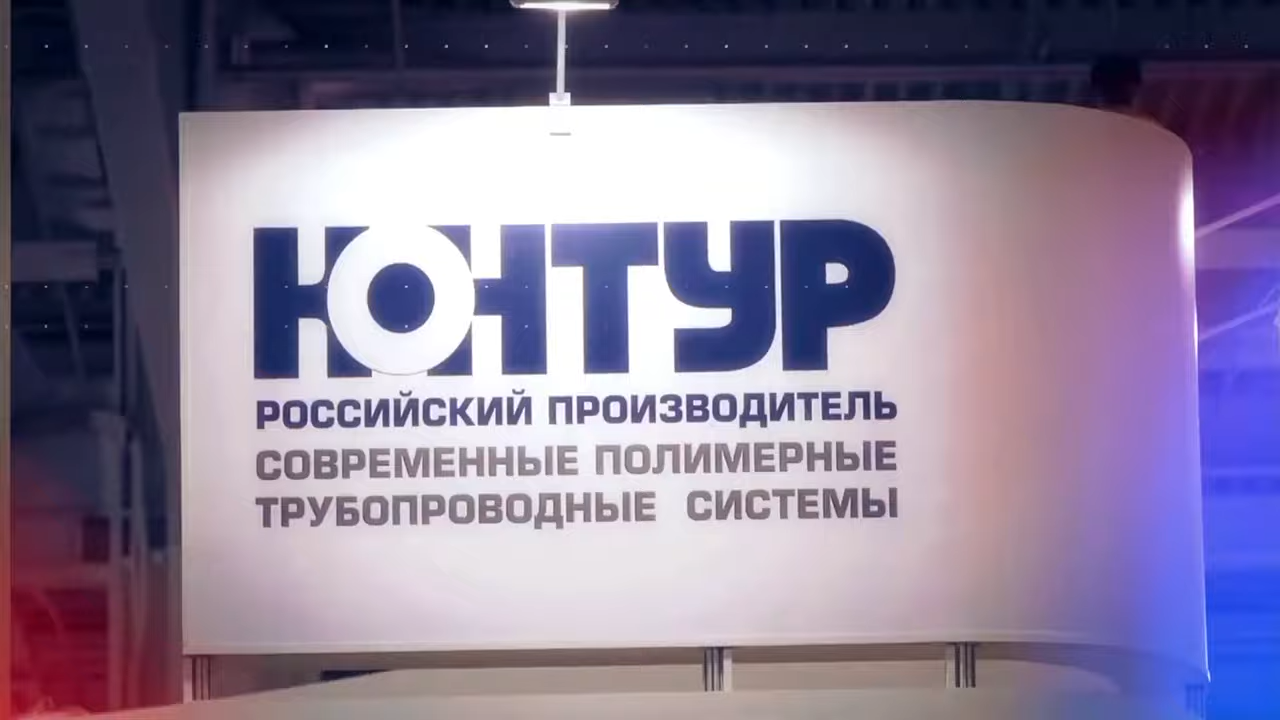 КОНТУР
РОССИЙСКИЙ ПРОИЗВОДИТЕЛЬ
СОВРЕМЕННЫЕ ПОЛИМЕРНЫЕ
ТРУБОПРОВОДНЫЕ СИСТЕМЫ